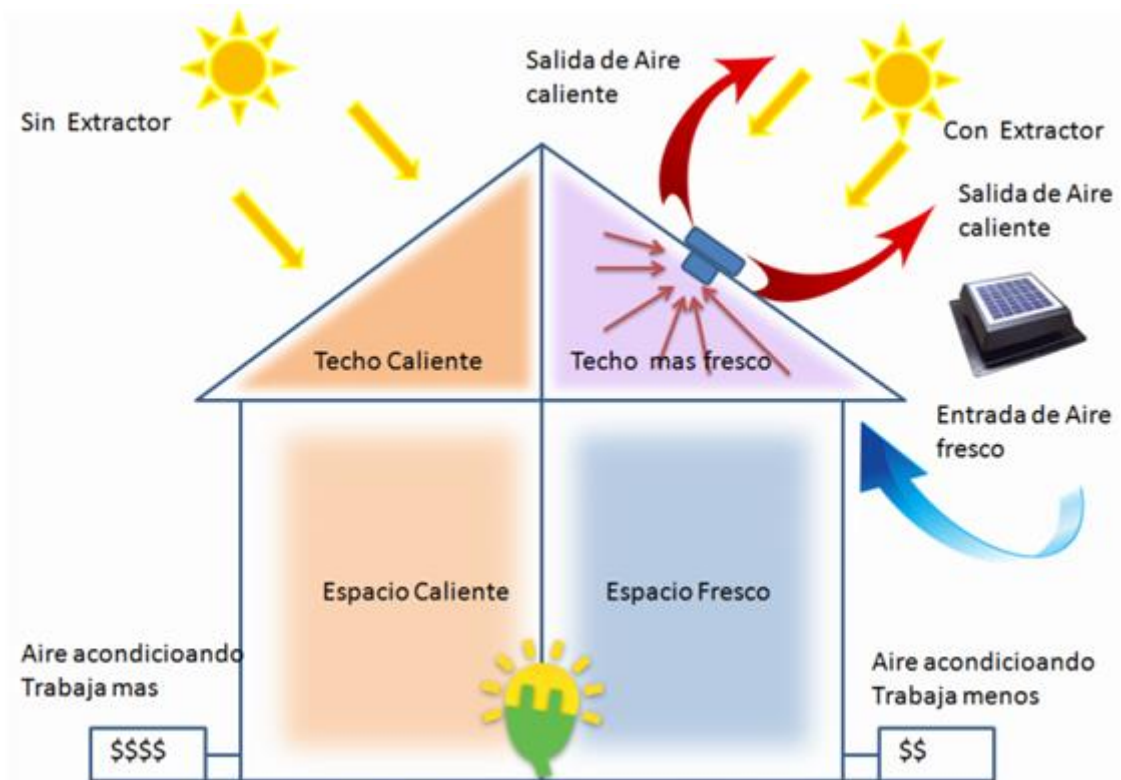 Sin Extractor
Salida de Aire
caliente
Con Extractor
Salida de Aire
caliente
Techo Caliente
Techo mas fresco
Entrada de Aire
fresco
Espacio Caliente
Espacio Fresco
Aire acondicioando
Trabaja mas
$$$$
Aire acondicioando
Trabaja menos
$$